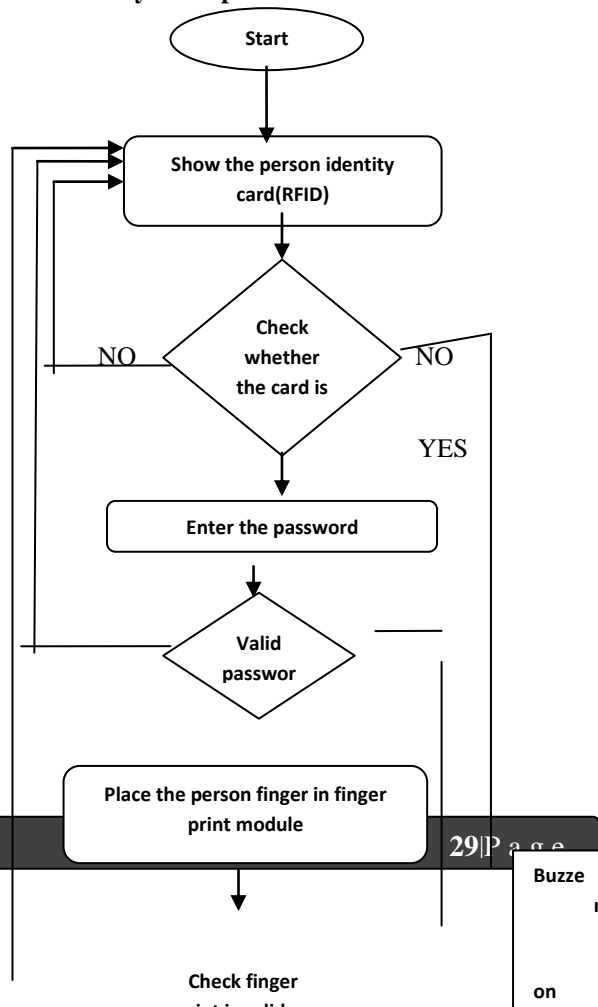 Start
Show the person identity
card(RFID)
Check
whether
the card is
NO
NO
YES
Enter the password
Valid
passwor
Place the person finger in finger
print module
29|P a g e
Buzze
on
Check finger